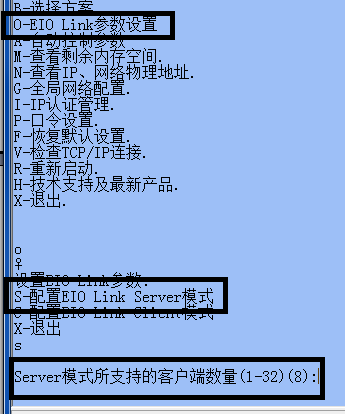 B-选择方案
O-EIO Link参数设置
A-自动控制参数
M-查看剩余内存空间.
N-查看IP、网络物理地址.
G-全局网络配置.
I-IP认证管理.
P-口令设置.
F-恢复默认设置.
V-检查TCP/IP连接.
R-重新启动.
H-技术支持及最新产品.
X-退出.
o
♀
设置EIO Link参数.
S-配置EIO Link Server模式
C-配置EIO Link Client模式
X-退出
s
Server模式所支持的客户端数量(1-32)(8):